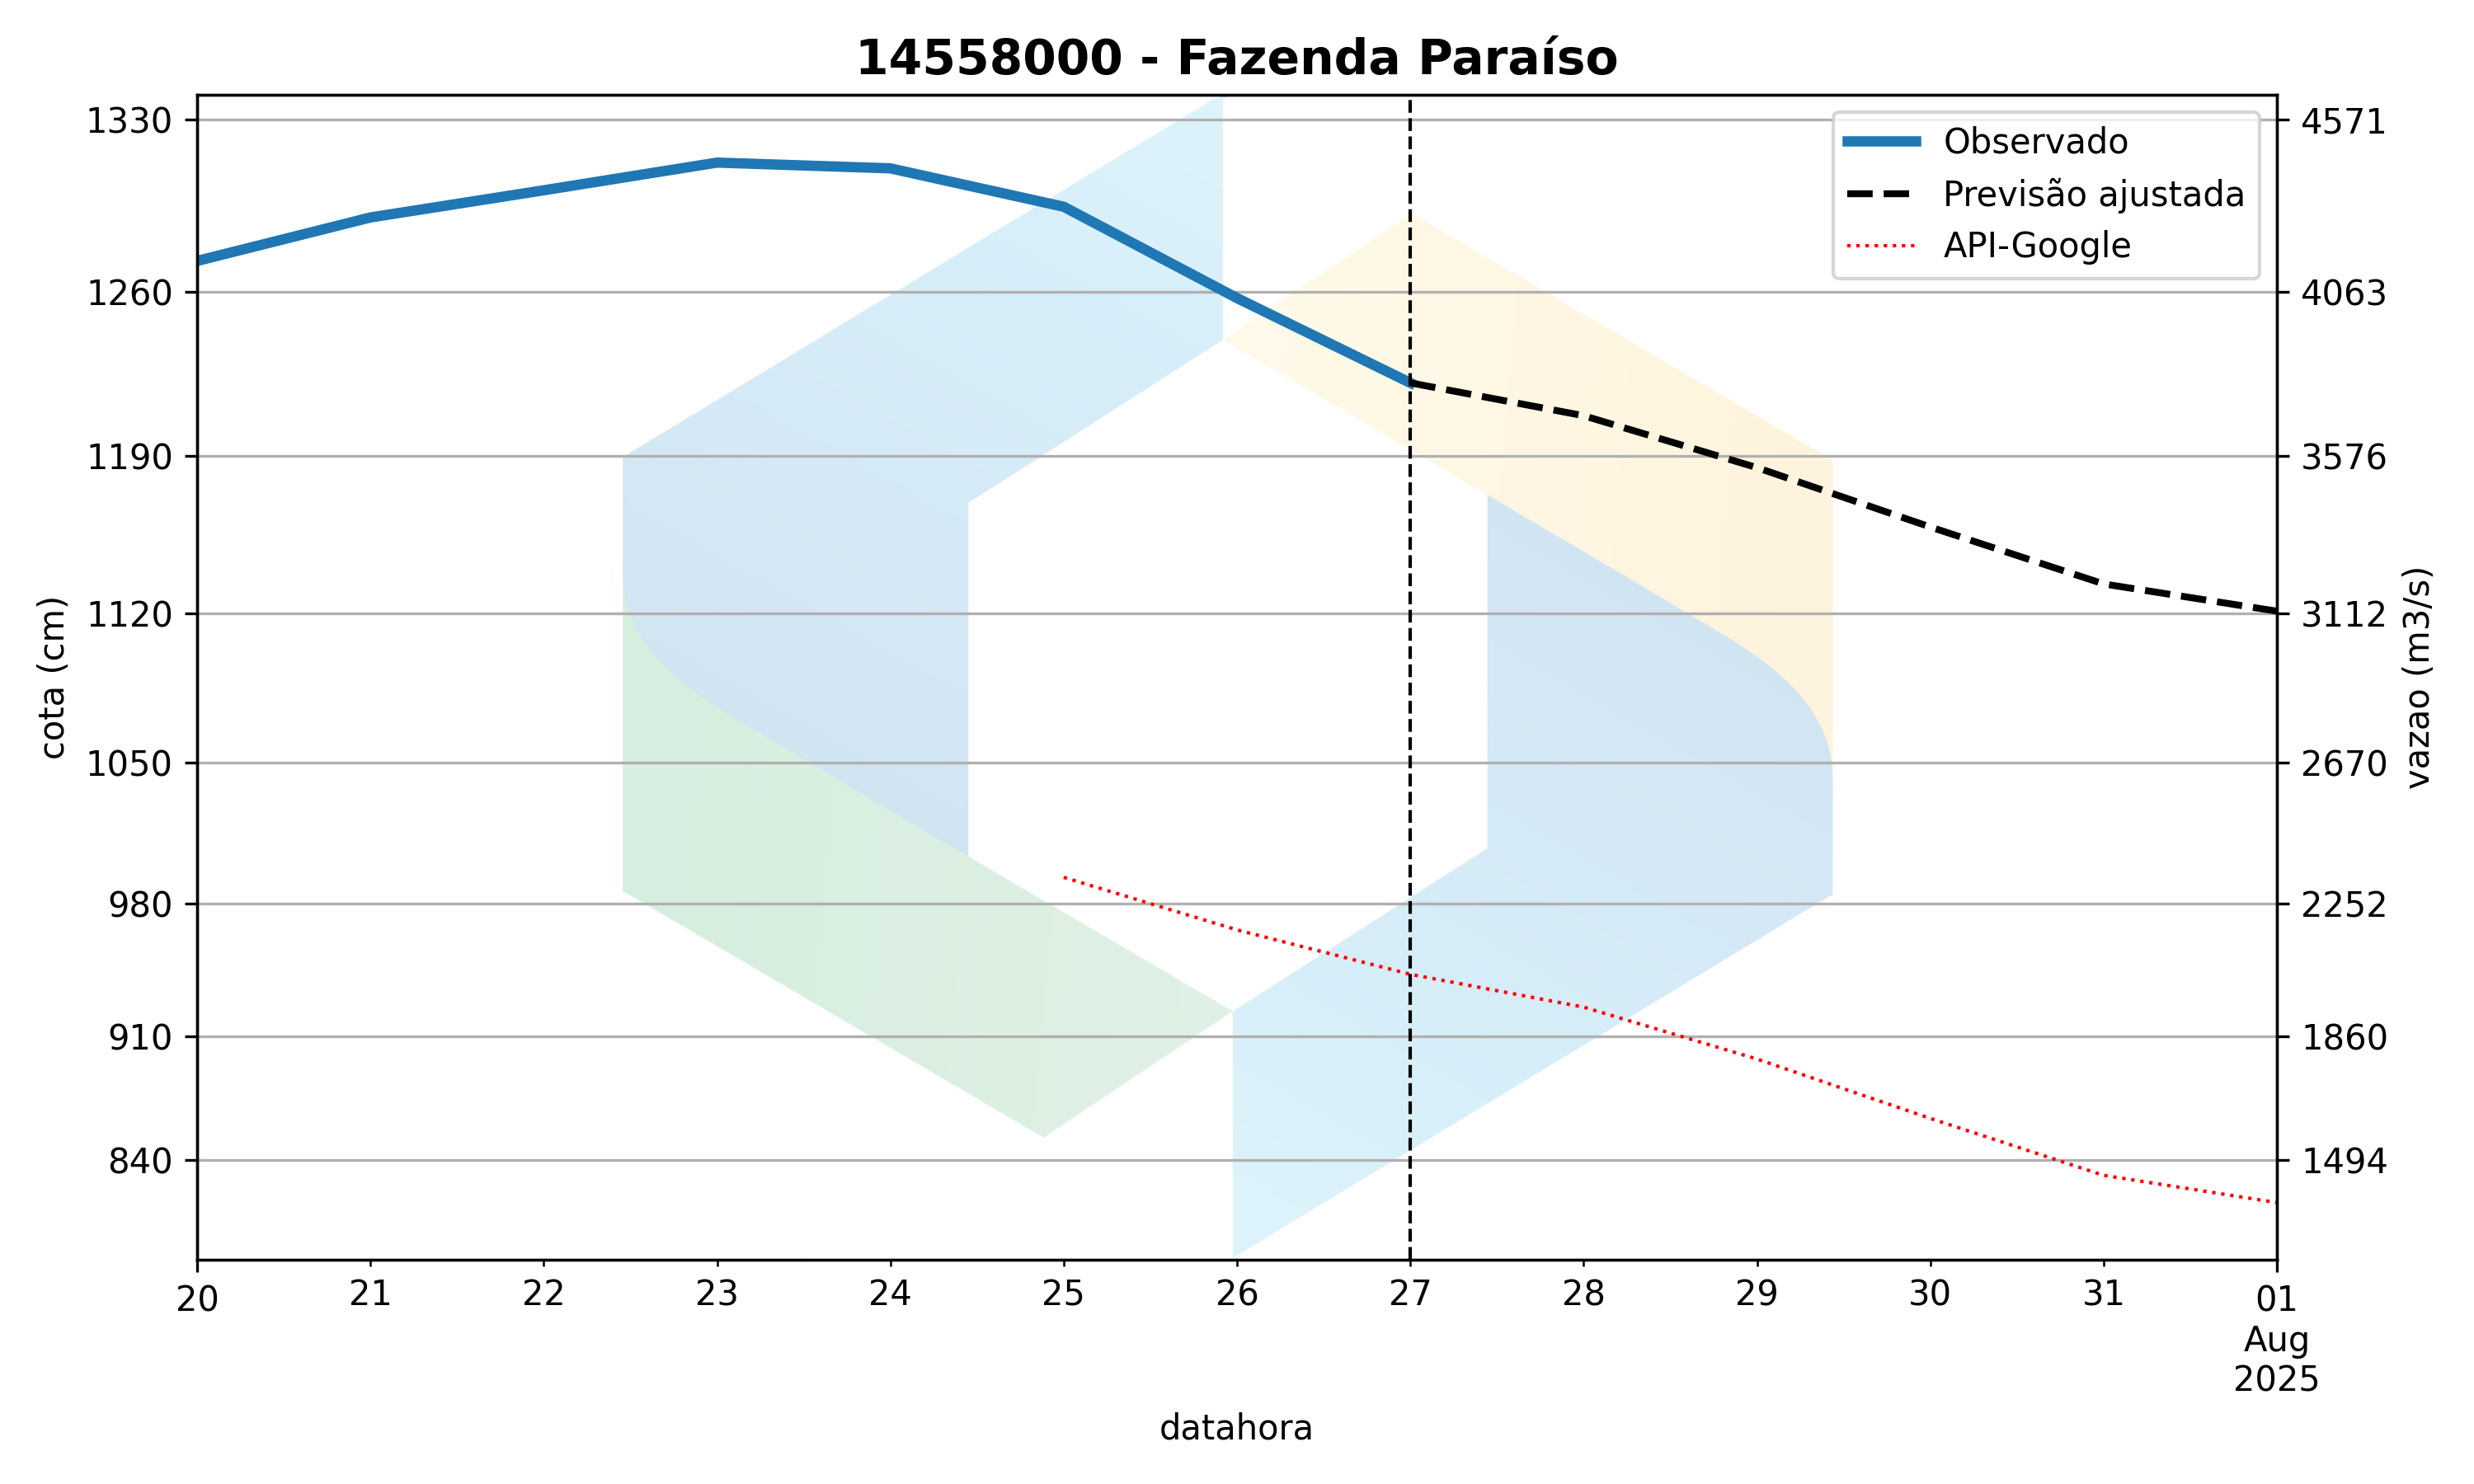 14558000 - Fazenda Paraíso
1330
1260
1190
1120
1050
980
910
840
cota (cm)
4571
4063
3576
3112
2670
2252
1860
1494
vazao (m3/s)
Observado
Previsão ajustada
API-Google
20 21 22 23 24 25 26 27 28 29 30 31 01
Aug
2025
datahora